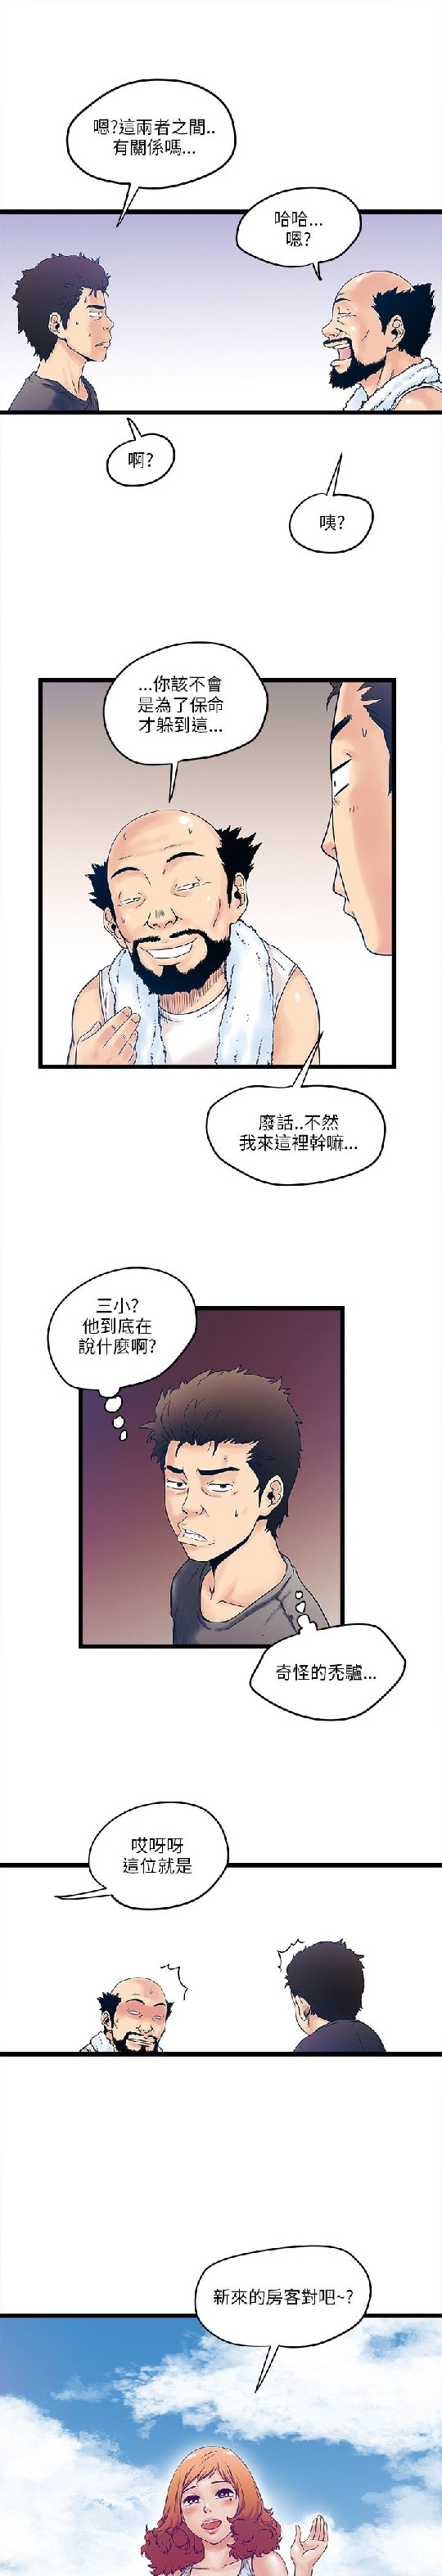 嗯?這兩者之間..
有關係嗎...
哈哈...
嗯?
啊?
咦?
...你該不會
是為了保命
才躲到這...
廢話..不然
我來這裡幹嘛...
三小?
他到底在
說什麼啊?
奇怪的禿驢...
哎呀呀
這位就是
新來的房客對吧~?